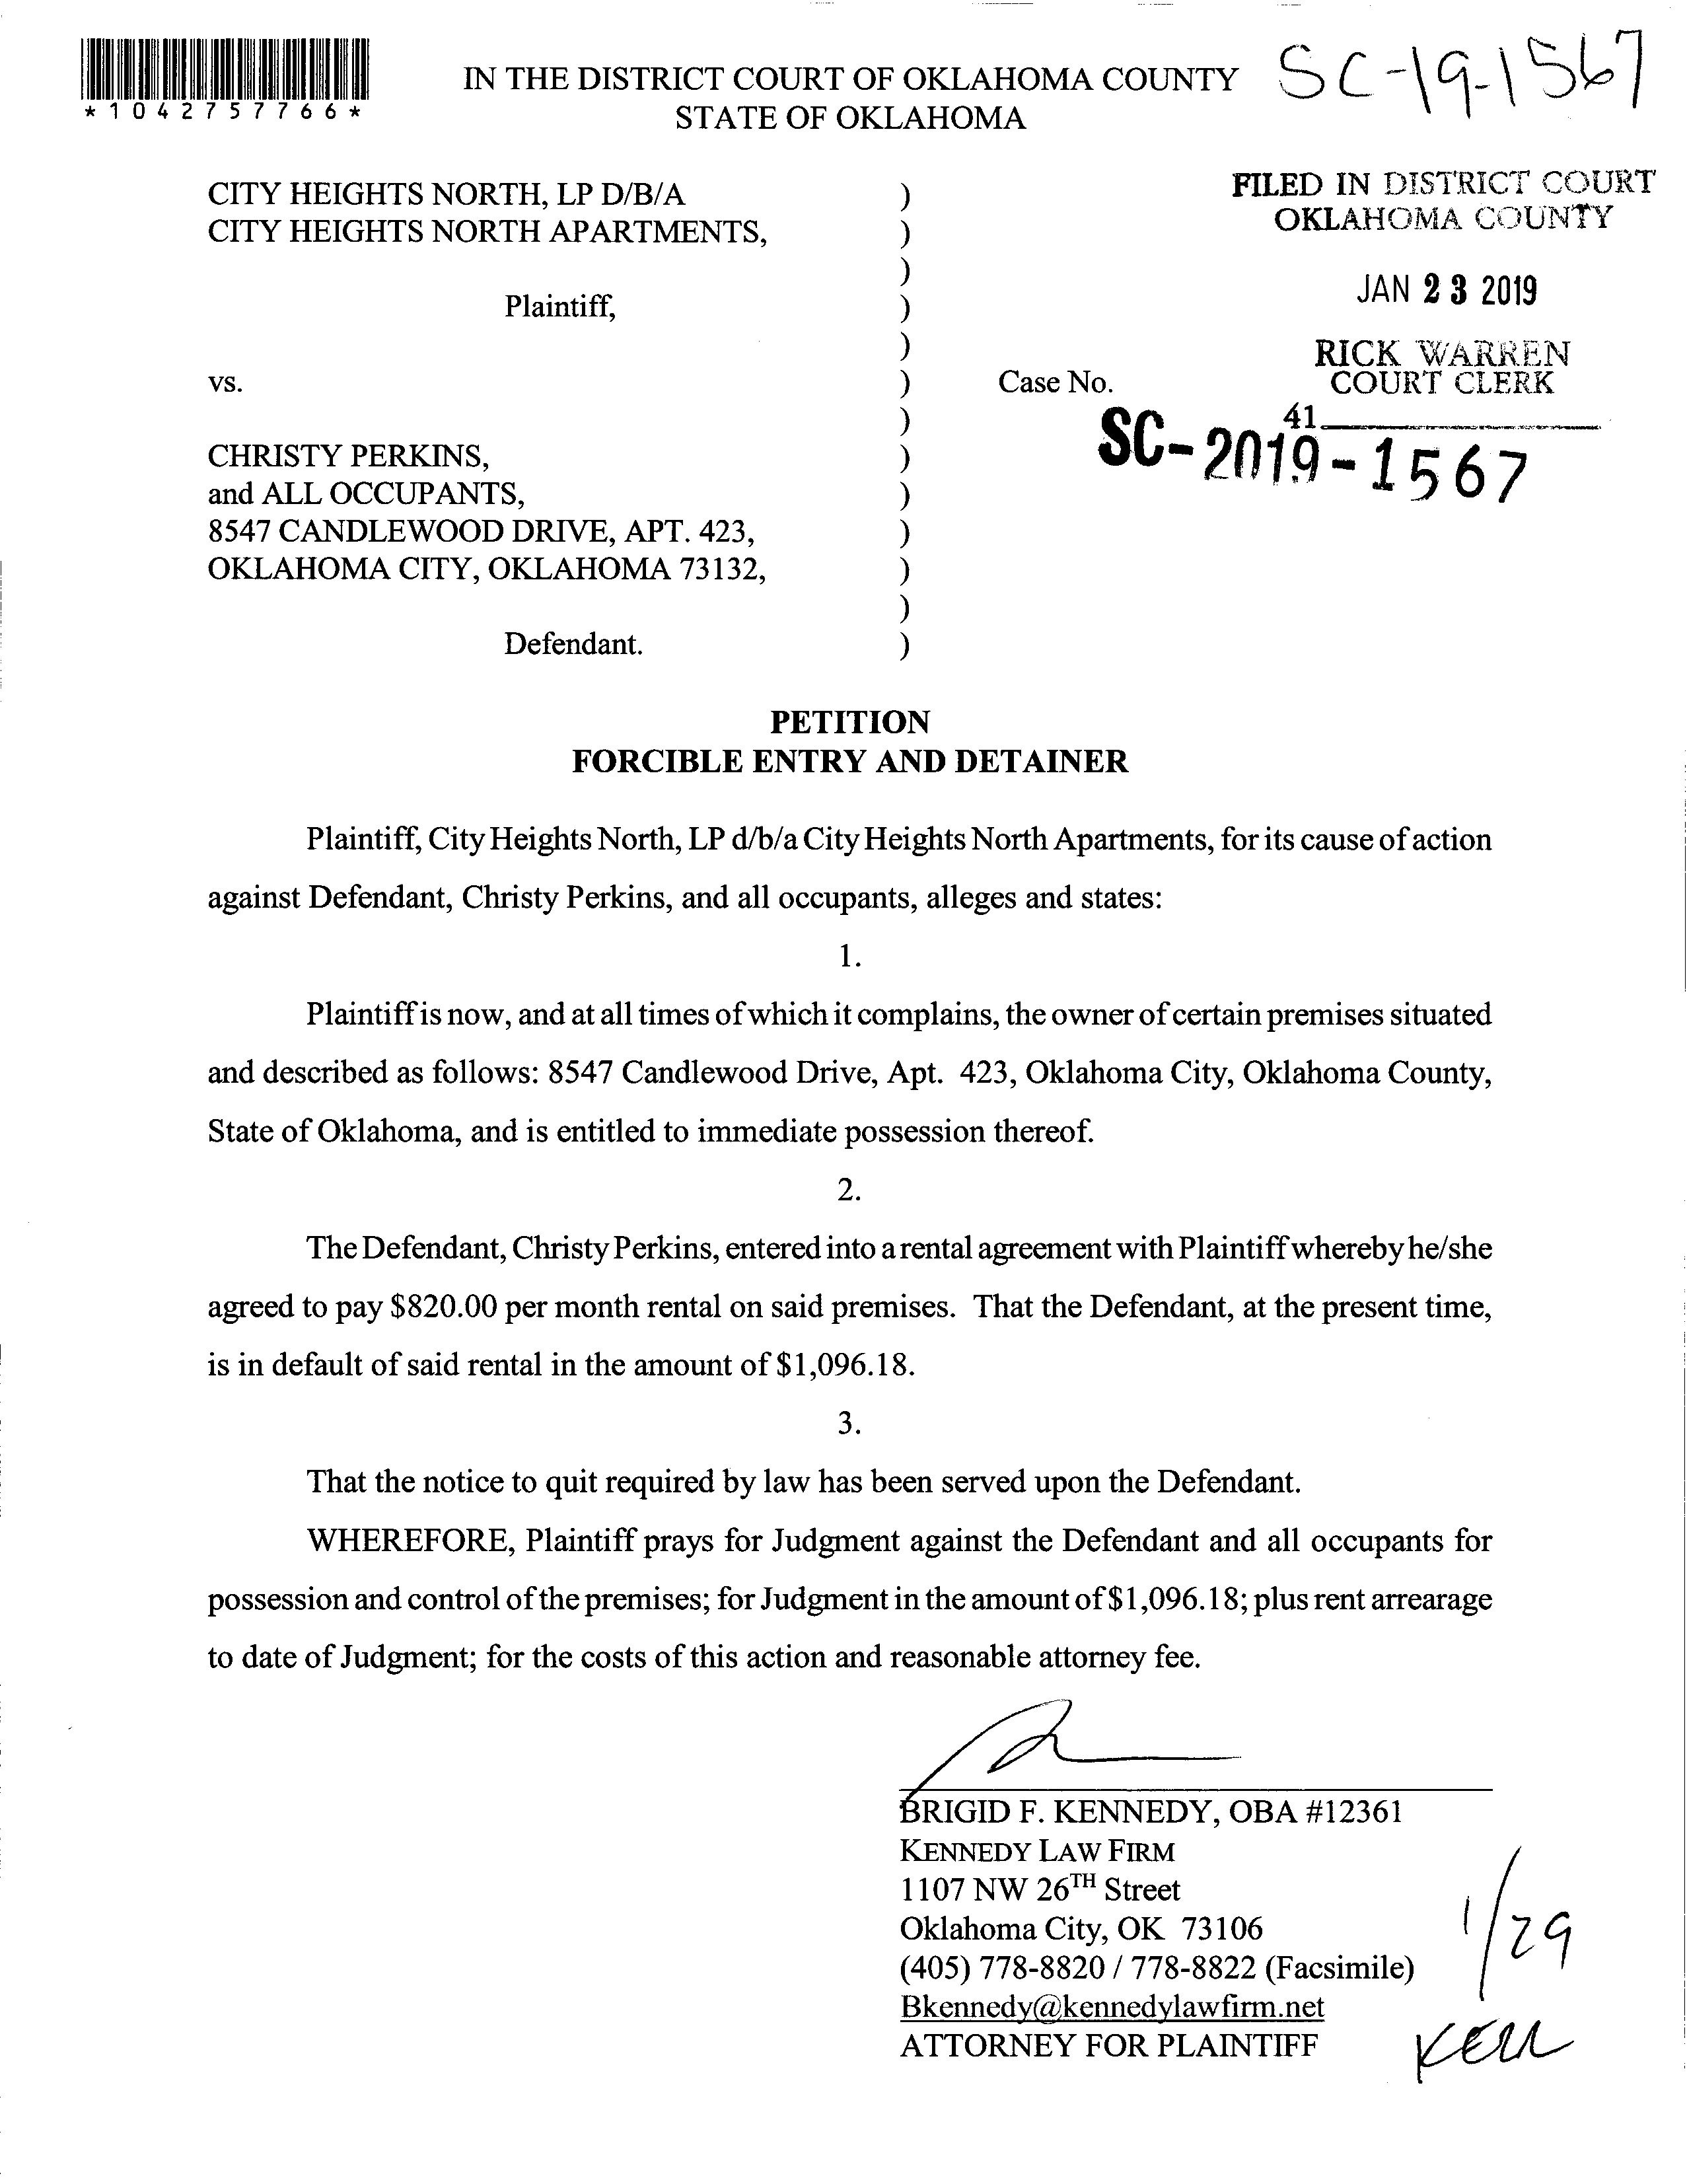 *1042757766*
IN THE DISTRICT COURT OF OKLAHOMA COUNTY
STATE OF OKLAHOMA
SC-19-1567
CITY HEIGHTS NORTH, LP D/B/A )
CITY HEIGHTS NORTH APARTMENTS, )
)
Plaintiff, )
)
vs. ) Case No.
)
CHRISTY PERKINS, )
and ALL OCCUPANTS, )
8547 CANDLEWOOD DRIVE, APT. 423, )
OKLAHOMA CITY, OKLAHOMA 73132, )
)
Defendant. )
FILED IN DISTRICT COURT
OKLAHOMA COUNTY
JAN 23 2019
RICK WARREN
COURT CLERK
41
SC-2019-1567
PETITION
FORCIBLE ENTRY AND DETAINER
Plaintiff, City Heights North, LP d/b/a City Heights North Apartments, for its cause of action
against Defendant, Christy Perkins, and all occupants, alleges and states:
1.
Plaintiff is now, and at all times of which it complains, the owner of certain premises situated
and described as follows: 8547 Candlewood Drive, Apt. 423, Oklahoma City, Oklahoma County,
State of Oklahoma, and is entitled to immediate possession thereof.
2.
The Defendant, Christy Perkins, entered into a rental agreement with Plaintiff whereby he/she
agreed to pay $820.00 per month rental on said premises. That the Defendant, at the present time,
is in default of said rental in the amount of $1,096.18.
3.
That the notice to quit required by law has been served upon the Defendant.
WHEREFORE, Plaintiff prays for Judgment against the Defendant and all occupants for
possession and control of the premises; for Judgment in the amount of $1,096.18; plus rent arrearage
to date of Judgment; for the costs of this action and reasonable attorney fee.
BRIGID F. KENNEDY, OBA #12361
KENNEDY LAW FIRM
1107 NW 26TH Street
Oklahoma City, OK 73106
(405) 778-8820 / 778-8822 (Facsimile)
Bkennedy@kennedylawfirm.net
ATTORNEY FOR PLAINTIFF
1/29